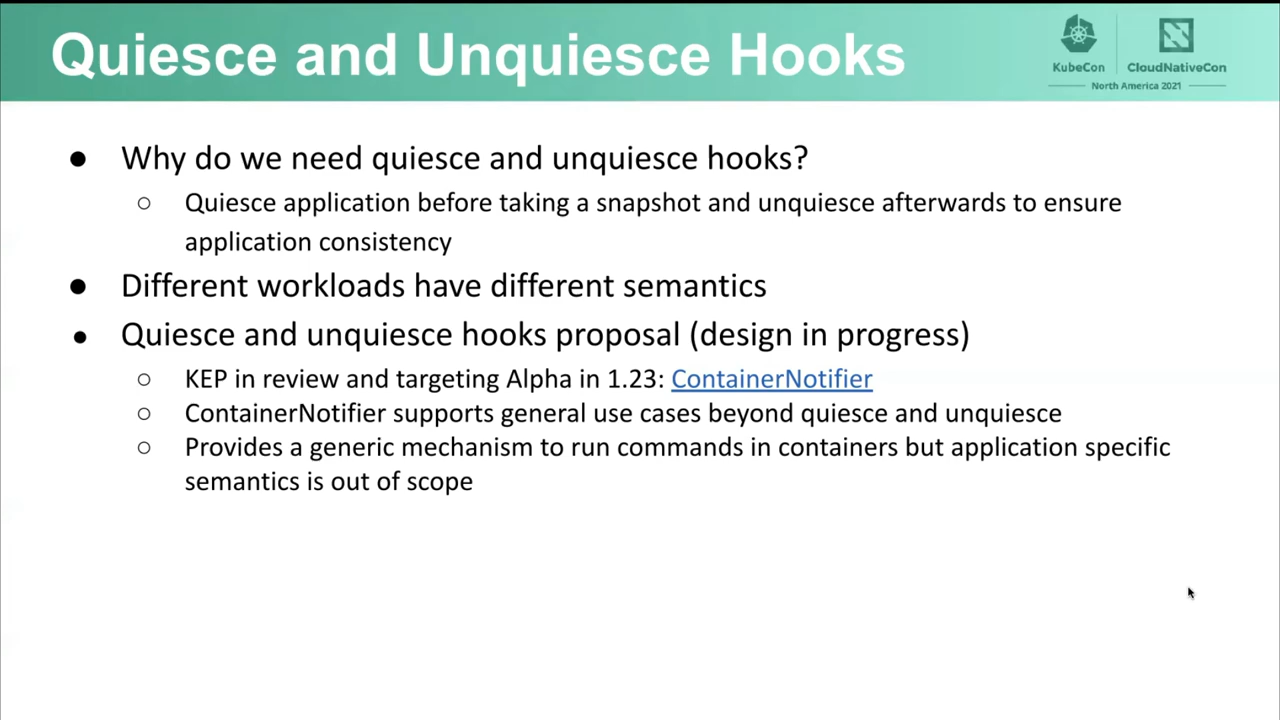 Quiesce and Unquiesce Hooks
KubeCon
CloudNativeCon
North America 2021
● Why do we need quiesce and unquiesce hooks?
○ Quiesce application before taking a snapshot and unquiesce afterwards to ensure
application consistency
● Different workloads have different semantics
● Quiesce and unquiesce hooks proposal (design in progress)
○ KEP in review and targeting Alpha in 1.23: ContainerNotifier
○ ContainerNotifier supports general use cases beyond quiesce and unquiesce
○ Provides a generic mechanism to run commands in containers but application specific
semantics is out of scope